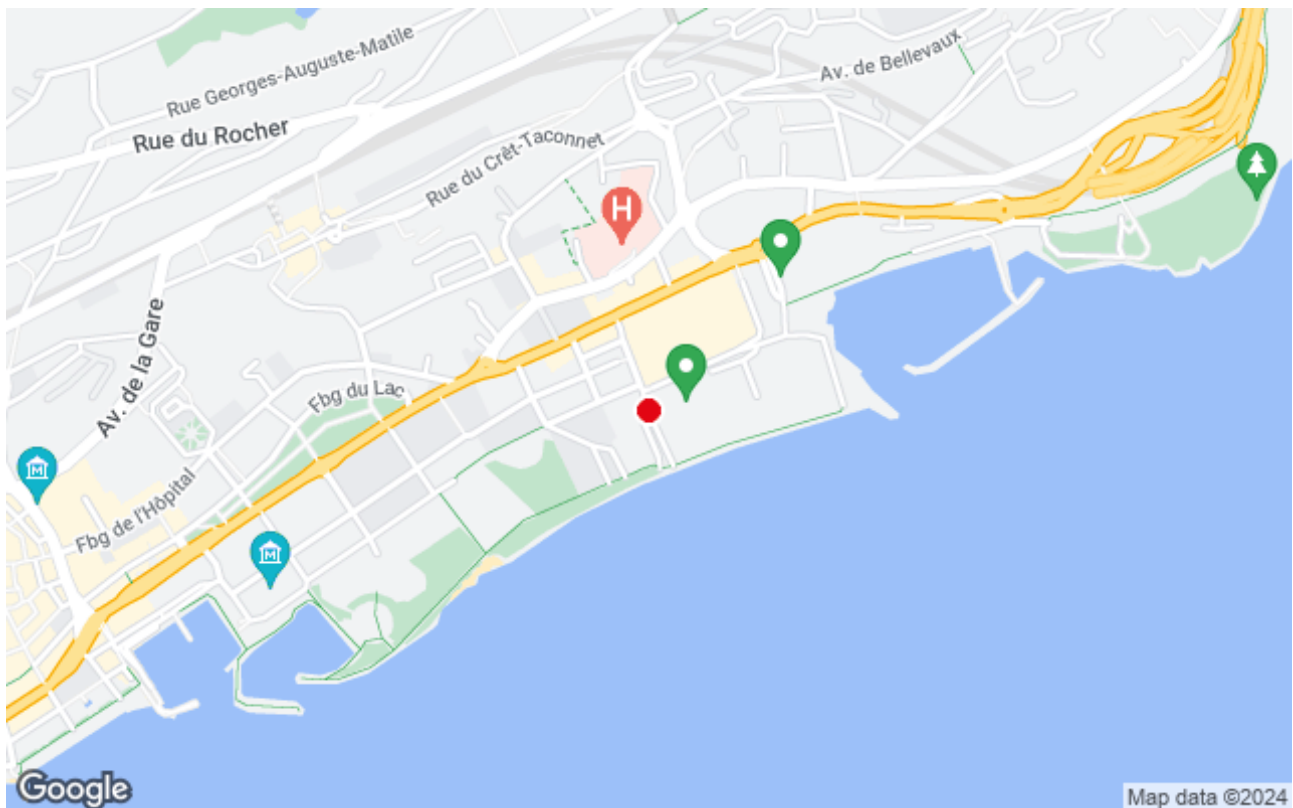 Rue Georges-Auguste-Matile
Av. de Bellevaux
Rue du Rocher
Rue du Crêt-Taconnet
H
Av. de la Gare
Fbg du Lac
M
Fbg de l'Hôpital
M
Google
Map data ©2024